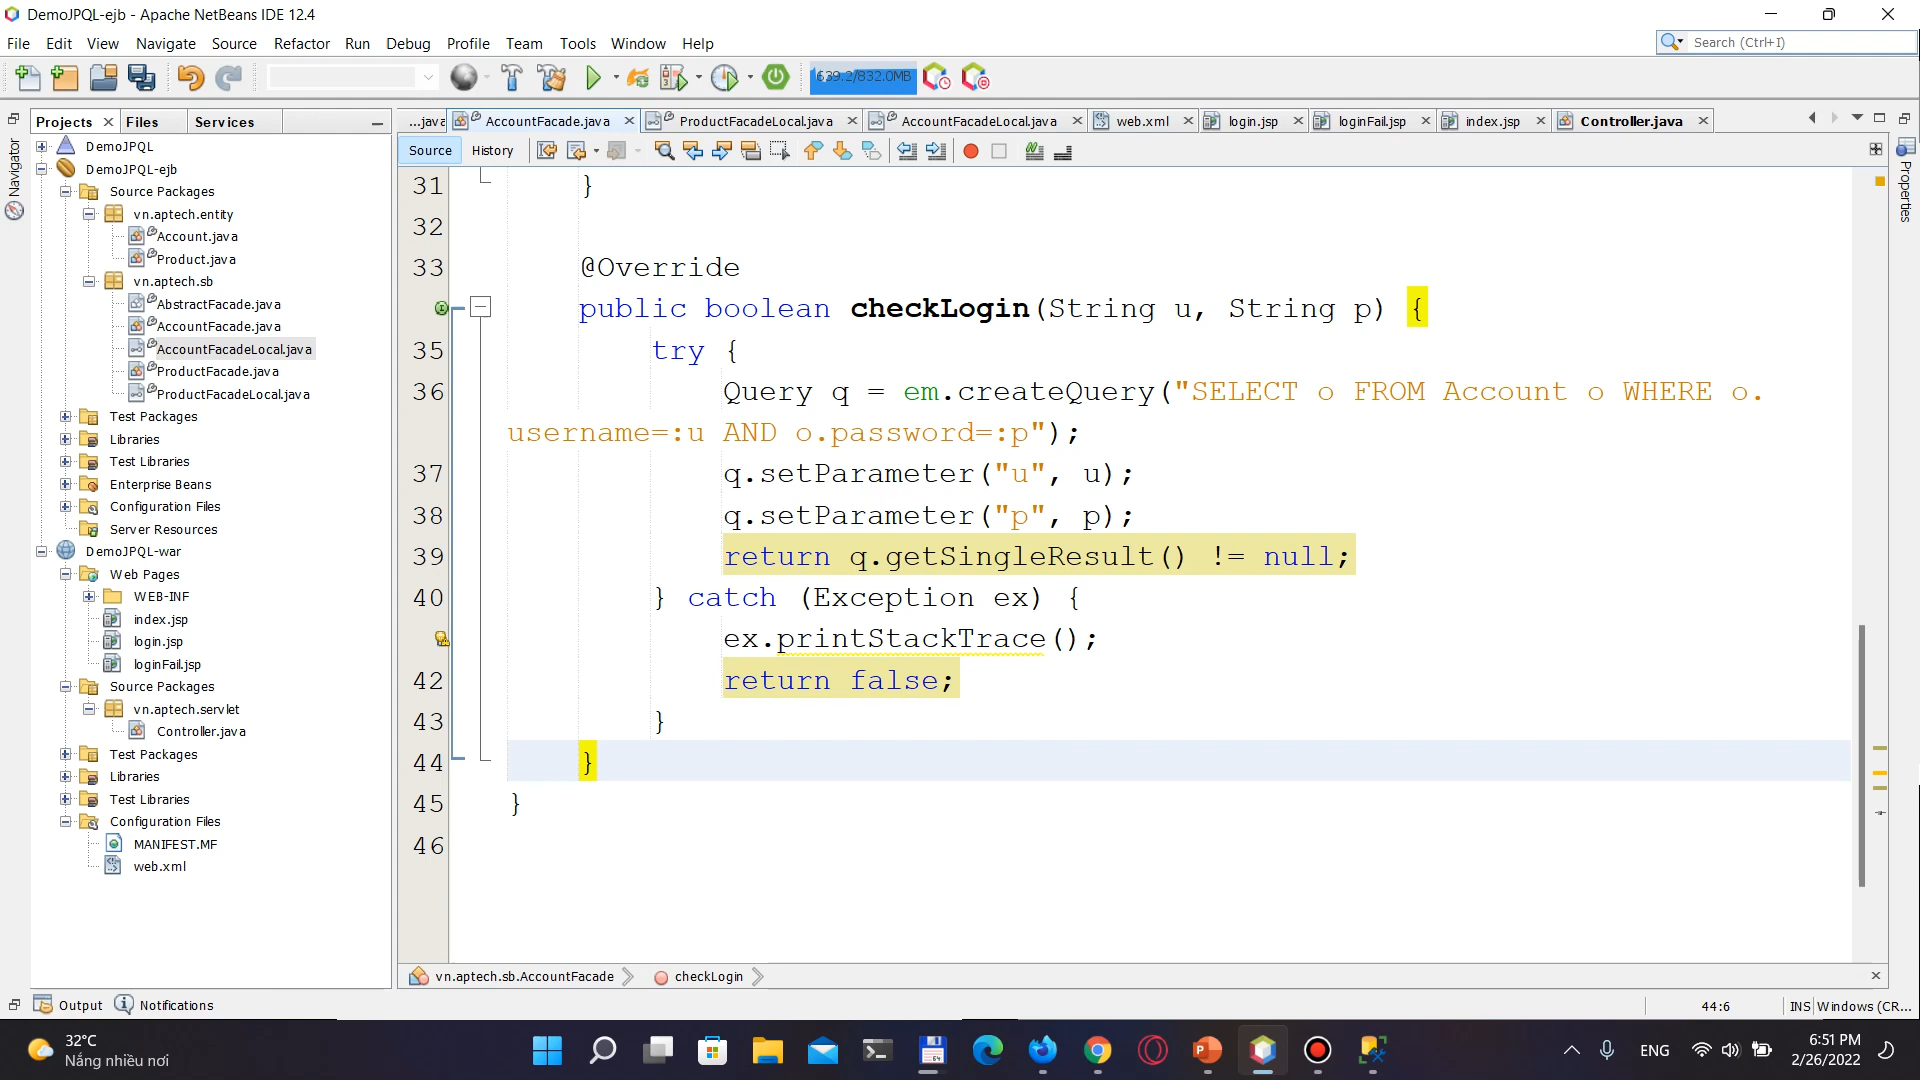 DemoJPQL-ejb - Apache NetBeans IDE 12.4
File Edit View Navigate Source Refactor Run Debug Profile Team Tools Window Help
Search (Ctrl+I)
639.2/832.0MB
Projects Files Services
...java AccountFacade.java ProductFacadeLocal.java AccountFacadeLocal.java web.xml login.jsp loginFail.jsp index.jsp Controller.java
Source History
Navigator
Properties
DemoJPQL
DemoJPQL-ejb
Source Packages
vn.aptech.entity
Account.java
Product.java
vn.aptech.sb
AbstractFacade.java
AccountFacade.java
AccountFacadeLocal.java
ProductFacade.java
ProductFacadeLocal.java
Test Packages
Libraries
Test Libraries
Enterprise Beans
Configuration Files
Server Resources
DemoJPQL-war
Web Pages
WEB-INF
index.jsp
login.jsp
loginFail.jsp
Source Packages
vn.aptech.servlet
Controller.java
Test Packages
Libraries
Test Libraries
Configuration Files
MANIFEST.MF
web.xml
31 }
32
33 @Override
public boolean checkLogin(String u, String p) {
35 try {
36 Query q = em.createQuery("SELECT o FROM Account o WHERE o.
username=:u AND o.password=:p");
37 q.setParameter("u", u);
38 q.setParameter("p", p);
39 return q.getSingleResult() != null;
40 } catch (Exception ex) {
ex.printStackTrace();
42 return false;
43 }
44 }
45 }
46
vn.aptech.sb.AccountFacade checkLogin
Output Notifications
44:6 INS Windows (CR...
32°C
Nắng nhiều nơi
ENG
6:51 PM
2/26/2022